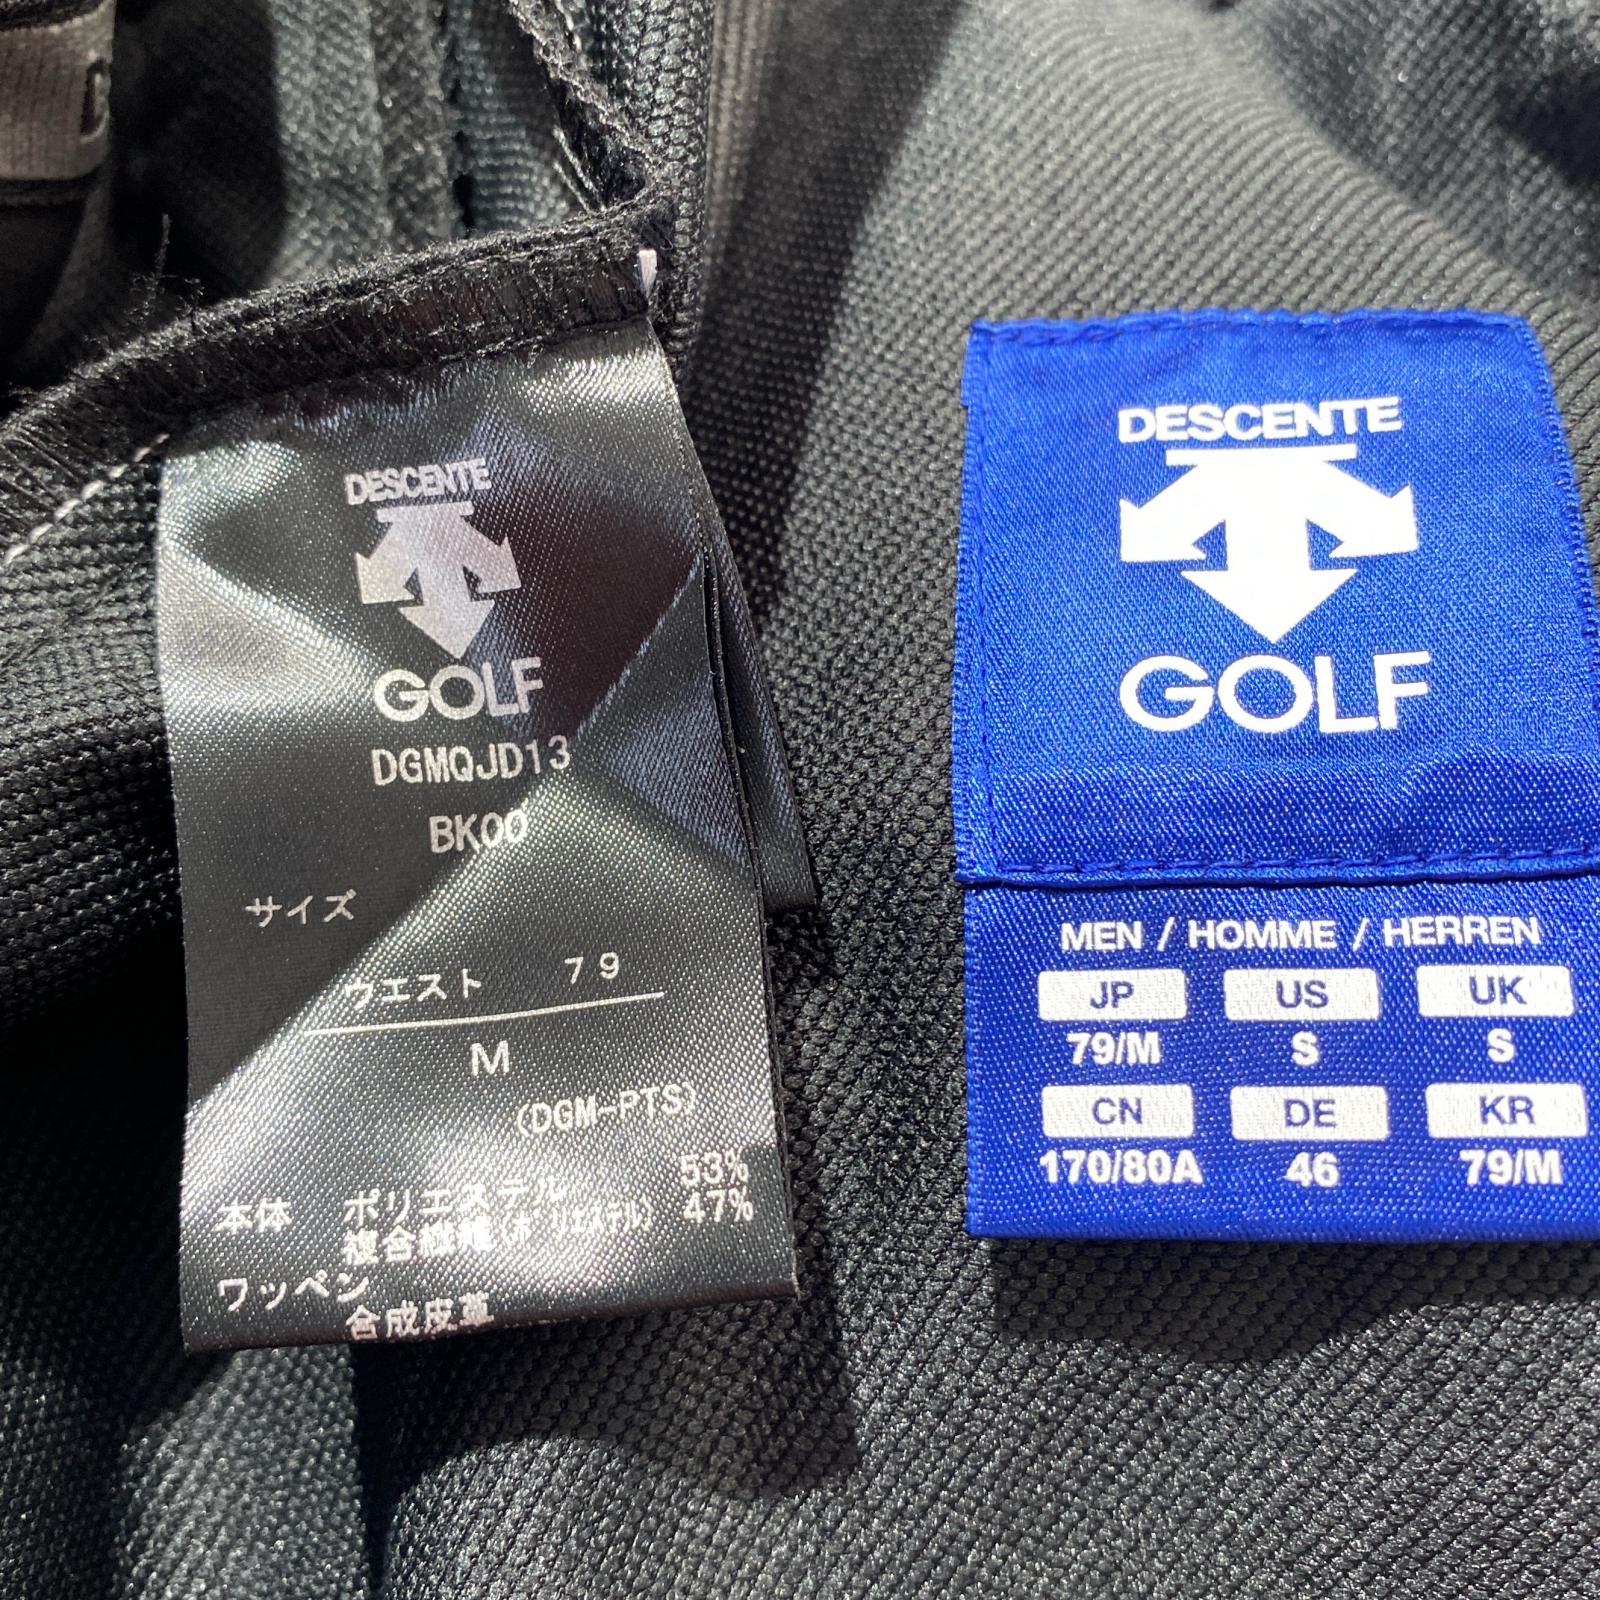 DESCENTE
GOLF
DGMQJD13
BK00
サイズ
ウエスト 79
M
(DGM-PTS)
本体 ポリエステル 53%
複合繊維(ポリエステル) 47%
ワッペン
合成皮革
DESCENTE
GOLF
MEN / HOMME / HERREN
JP US UK
79/M S S
CN DE KR
170/80A 46 79/M